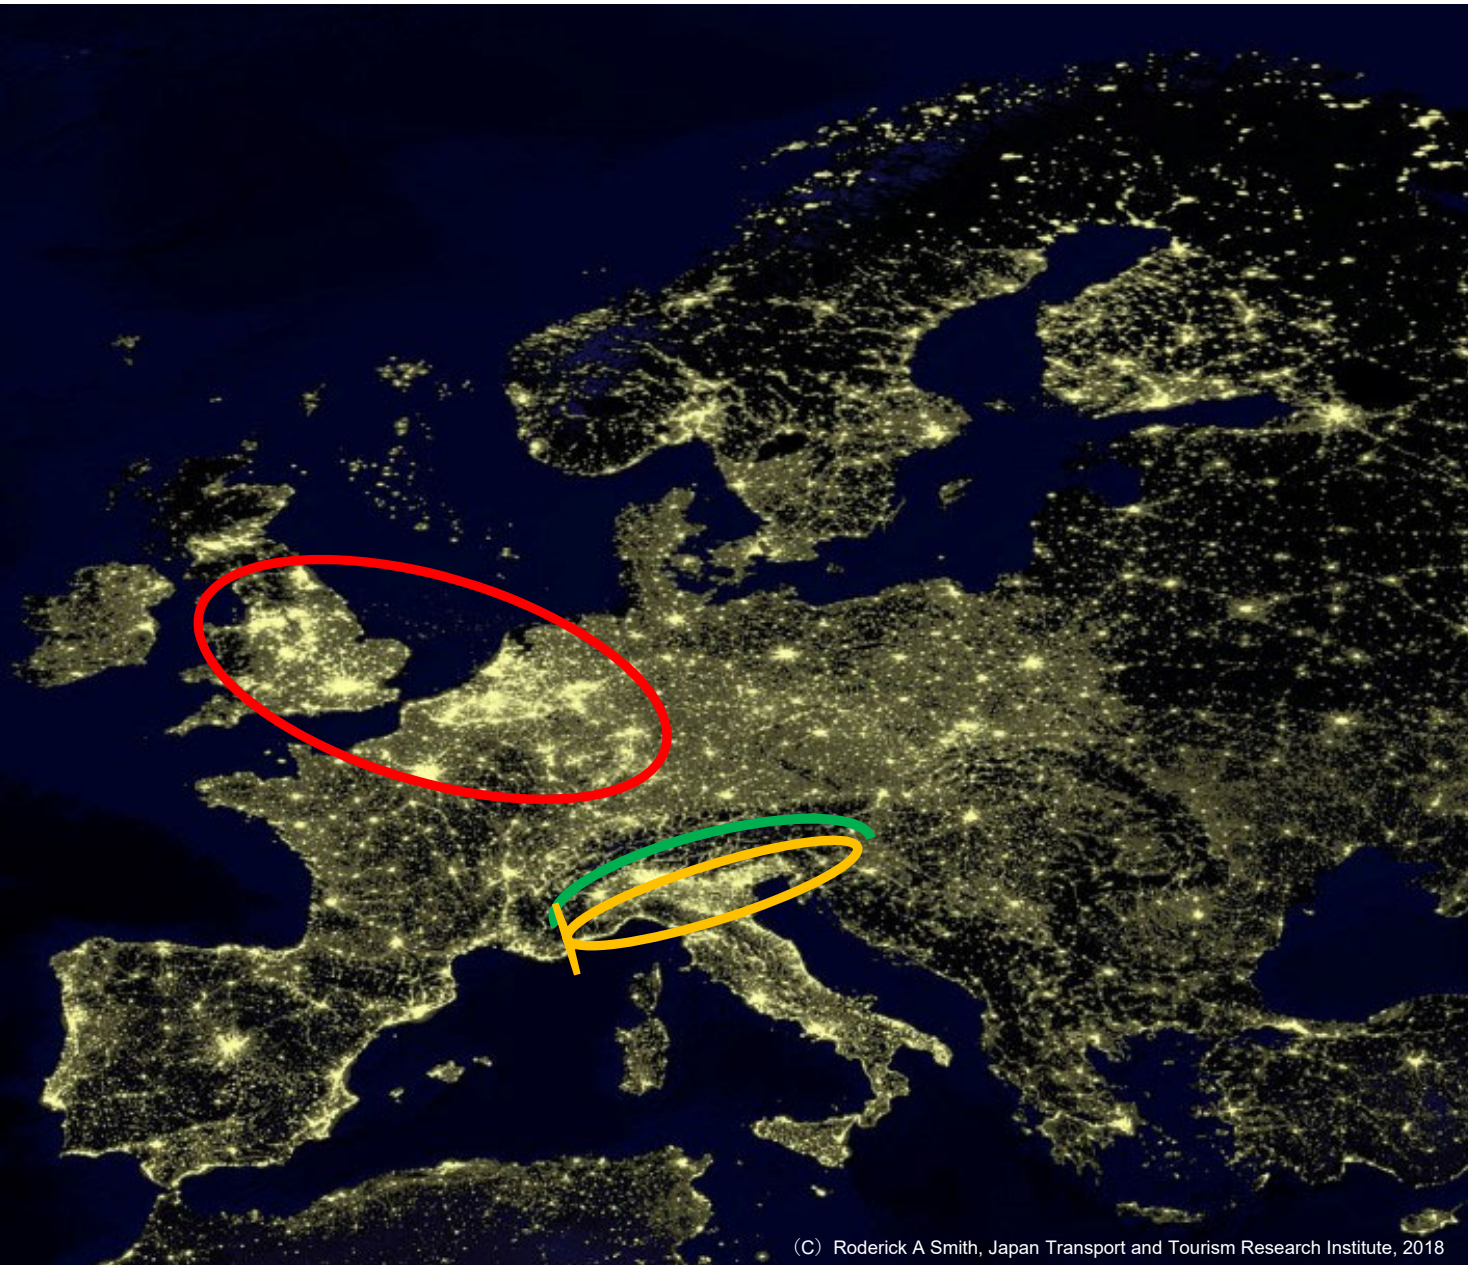 （C）Roderick A Smith, Japan Transport and Tourism Research Institute, 2018